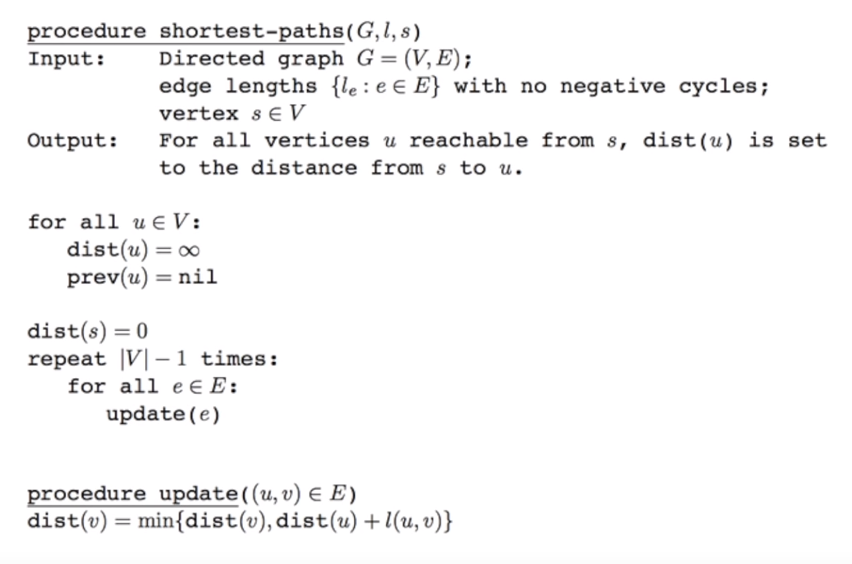 procedure shortest-paths(G,l,s)
Input: Directed graph G = (V,E);
edge lengths {lₑ : e ∈ E} with no negative cycles;
vertex s ∈ V
Output: For all vertices u reachable from s, dist(u) is set
to the distance from s to u.
for all u ∈ V:
dist(u) = ∞
prev(u) = nil
dist(s) = 0
repeat |V| − 1 times:
for all e ∈ E:
update(e)
procedure update((u,v) ∈ E)
dist(v) = min{dist(v),dist(u) + l(u,v)}